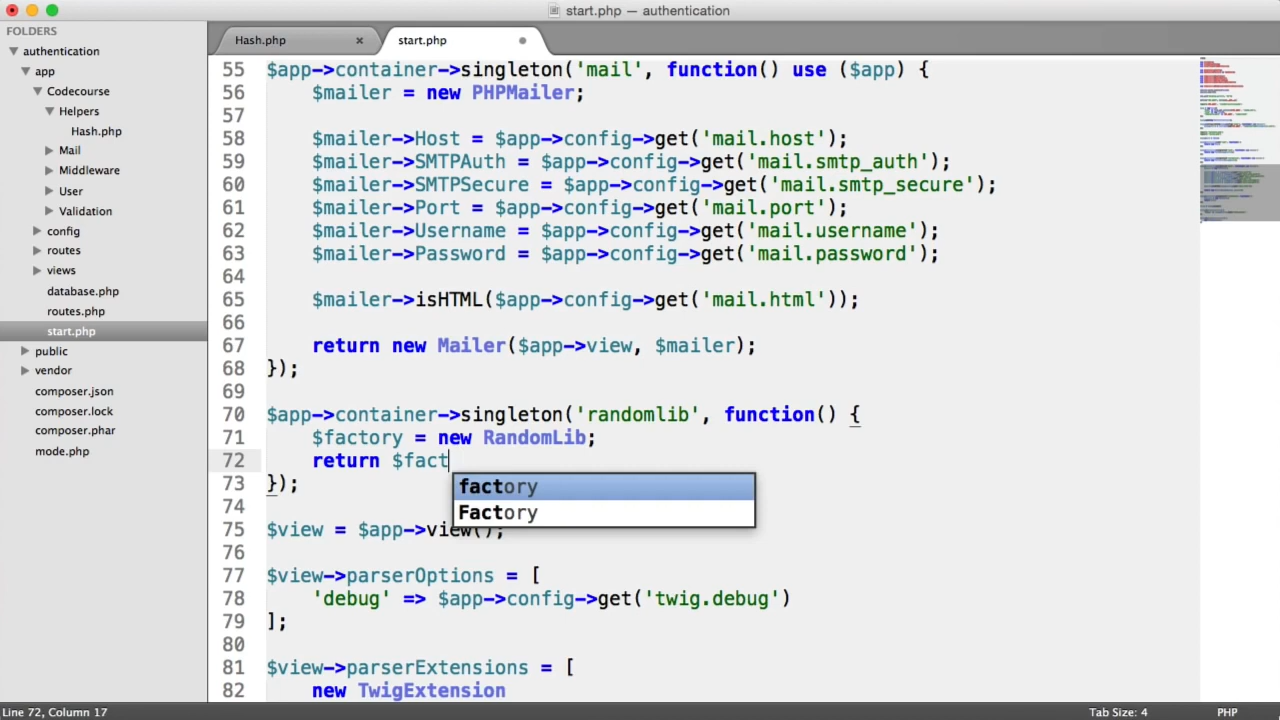 start.php — authentication
FOLDERS
authentication
app
Codecourse
Helpers
Hash.php
Mail
Middleware
User
Validation
config
routes
views
database.php
routes.php
start.php
public
vendor
composer.json
composer.lock
composer.phar
mode.php
Hash.php × start.php
55 $app->container->singleton('mail', function() use ($app) {
56     $mailer = new PHPMailer;
57
58     $mailer->Host = $app->config->get('mail.host');
59     $mailer->SMTPAuth = $app->config->get('mail.smtp_auth');
60     $mailer->SMTPSecure = $app->config->get('mail.smtp_secure');
61     $mailer->Port = $app->config->get('mail.port');
62     $mailer->Username = $app->config->get('mail.username');
63     $mailer->Password = $app->config->get('mail.password');
64
65     $mailer->isHTML($app->config->get('mail.html'));
66
67     return new Mailer($app->view, $mailer);
68 });
69
70 $app->container->singleton('randomlib', function() {
71     $factory = new RandomLib;
72     return $fact
factory
Factory
73 });
74
75 $view = $app->view();
76
77 $view->parserOptions = [
78     'debug' => $app->config->get('twig.debug')
79 ];
80
81 $view->parserExtensions = [
82     new TwigExtension
Line 72, Column 17 Tab Size: 4 PHP